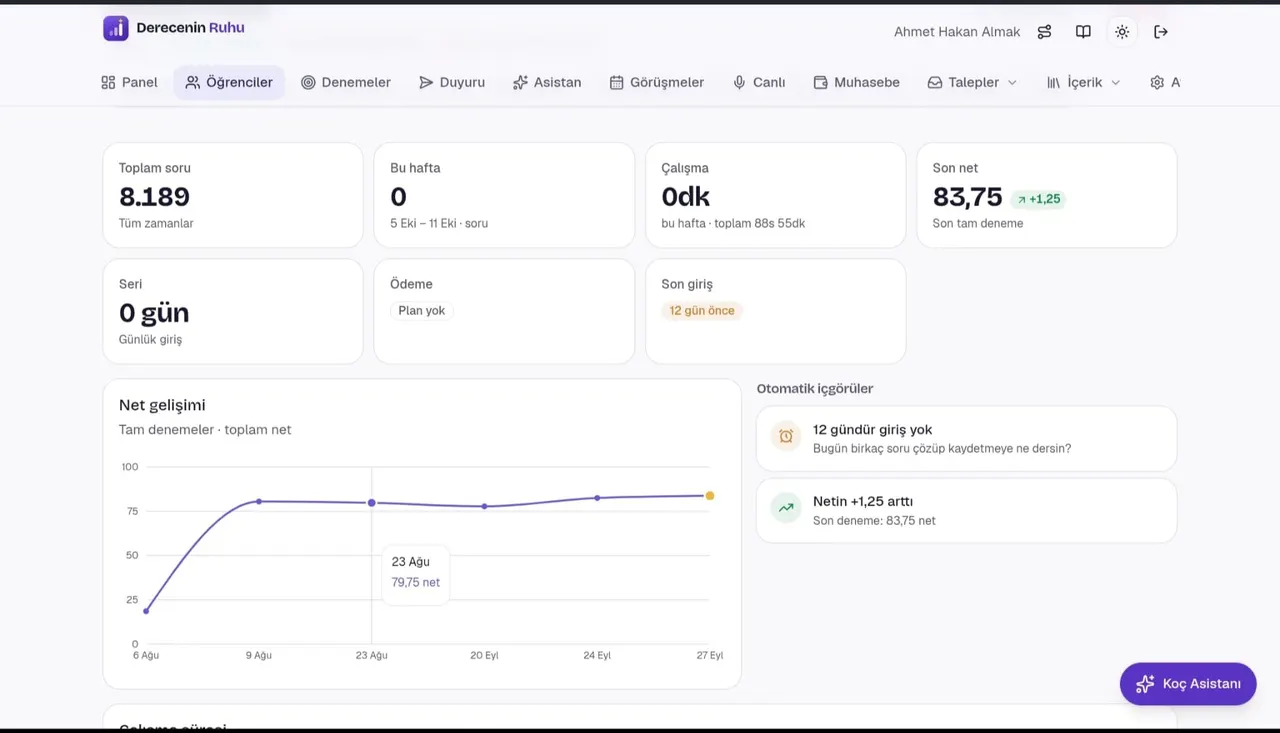 Derecenin Ruhu
Ahmet Hakan Almak
Panel
Öğrenciler
Denemeler
Duyuru
Asistan
Görüşmeler
Canlı
Muhasebe
Talepler
İçerik
A
Toplam soru
8.189
Tüm zamanlar
Bu hafta
0
5 Eki – 11 Eki · soru
Çalışma
0dk
bu hafta · toplam 88s 55dk
Son net
83,75 +1,25
Son tam deneme
Seri
0 gün
Günlük giriş
Ödeme
Plan yok
Son giriş
12 gün önce
Net gelişimi
Tam denemeler · toplam net
100
75
50
25
0
23 Ağu
79,75 net
6 Ağu
9 Ağu
23 Ağu
20 Eyl
24 Eyl
27 Eyl
Otomatik içgörüler
12 gündür giriş yok
Bugün birkaç soru çözüp kaydetmeye ne dersin?
Netin +1,25 arttı
Son deneme: 83,75 net
Koç Asistanı